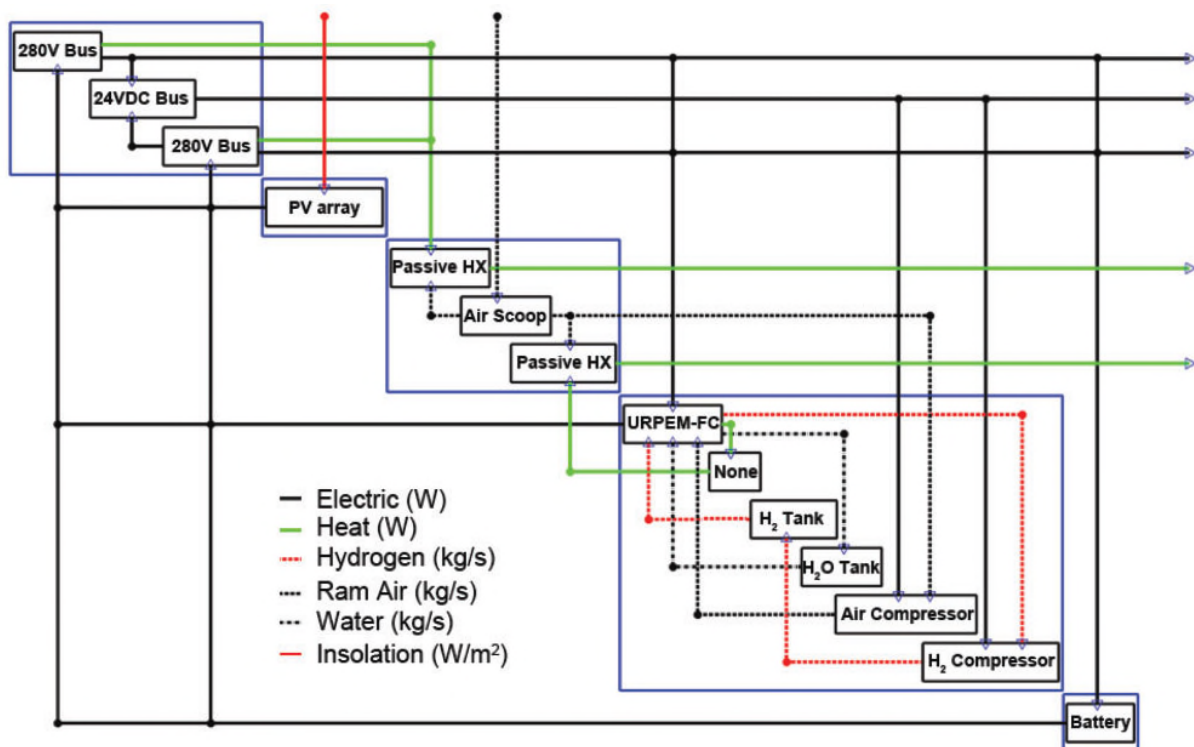 280V Bus
24VDC Bus
280V Bus
PV array
Passive HX
Air Scoop
Passive HX
URPEM-FC
None
H₂ Tank
H₂O Tank
Air Compressor
H₂ Compressor
Battery
Electric (W)
Heat (W)
Hydrogen (kg/s)
Ram Air (kg/s)
Water (kg/s)
Insolation (W/m²)